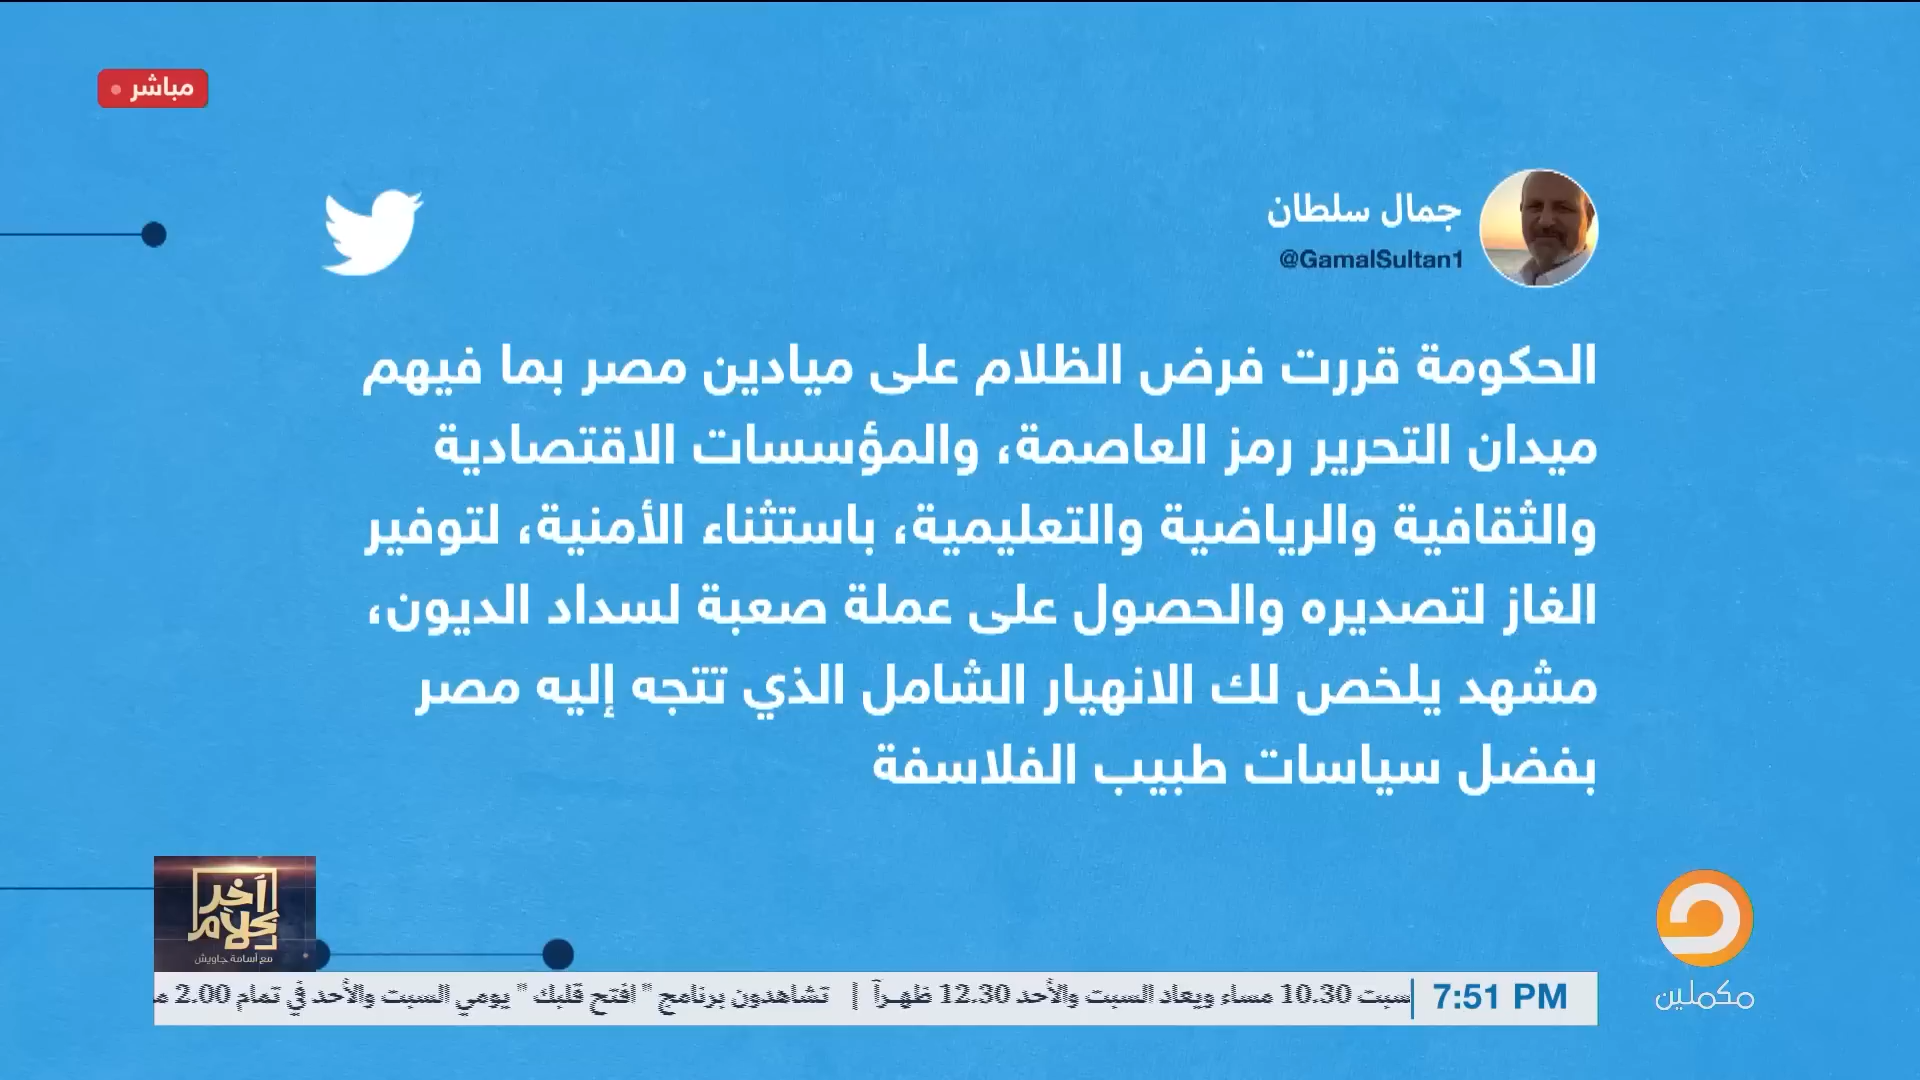 مباشر
جمال سلطان
@GamalSultan1
الحكومة قررت فرض الظلام على ميادين مصر بما فيهم
ميدان التحرير رمز العاصمة، والمؤسسات الاقتصادية
والثقافية والرياضية والتعليمية، باستثناء الأمنية، لتوفير
الغاز لتصديره والحصول على عملة صعبة لسداد الديون،
مشهد يلخص لك الانهيار الشامل الذي تتجه إليه مصر
بفضل سياسات طبيب الفلاسفة
آخر
كلام
مع أسامة جاويش
7:51 PM
سبت 10.30 مساء ويعاد السبت والأحد 12.30 ظهراً | تشاهدون برنامج " افتح قلبك " يومي السبت والأحد في تمام 2.00 م
مكملين